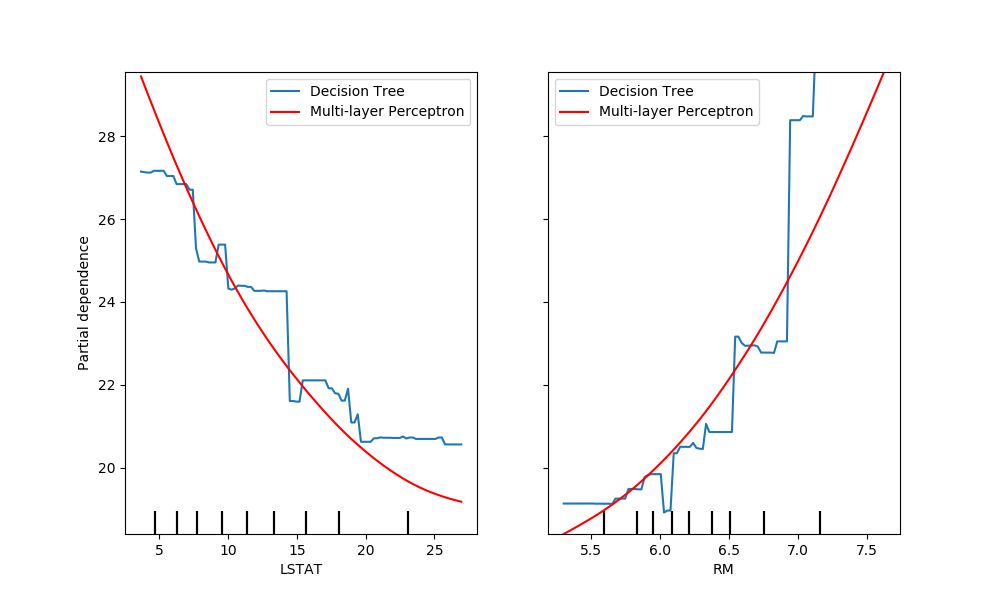 Decision Tree
Multi-layer Perceptron
Partial dependence
28
26
24
22
20
5
10
15
20
25
LSTAT
Decision Tree
Multi-layer Perceptron
5.5
6.0
6.5
7.0
7.5
RM